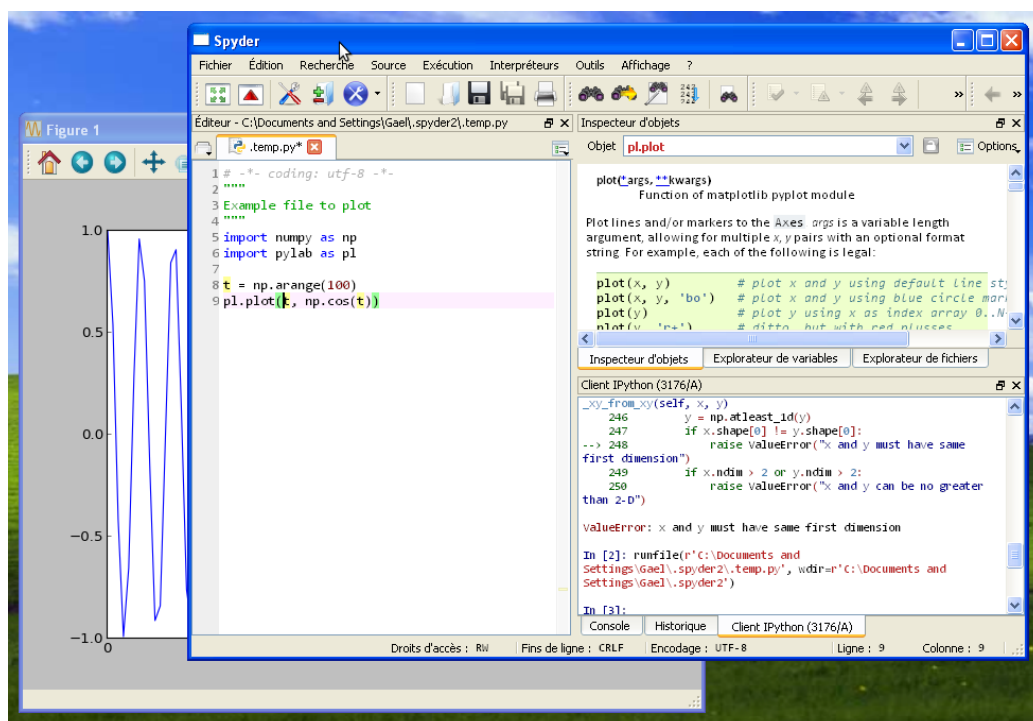 Spyder
Fichier Édition Recherche Source Exécution Interpréteurs Outils Affichage ?
Figure 1
1.0
0.5
0.0
−0.5
−1.0
0
Éditeur - C:\Documents and Settings\Gael\.spyder2\.temp.py
.temp.py*
1 # -*- coding: utf-8 -*-
2 """
3 Example file to plot
4 """
5 import numpy as np
6 import pylab as pl
7
8 t = np.arange(100)
9 pl.plot(t, np.cos(t))
Inspecteur d'objets
Objet pl.plot Options
plot(*args, **kwargs)
Function of matplotlib pyplot module
Plot lines and/or markers to the Axes. args is a variable length
argument, allowing for multiple x, y pairs with an optional format
string. For example, each of the following is legal:
plot(x, y) # plot x and y using default line
plot(x, y, 'bo') # plot x and y using blue circle
plot(y) # plot y using x as index array 0..N
plot(y, 'r+') # ditto, but with red plusses
Inspecteur d'objets Explorateur de variables Explorateur de fichiers
Client IPython (3176/A)
_xy_from_xy(self, x, y)
246 y = np.atleast_1d(y)
247 if x.shape[0] != y.shape[0]:
--> 248 raise ValueError("x and y must have same
first dimension")
249 if x.ndim > 2 or y.ndim > 2:
250 raise ValueError("x and y can be no greater
than 2-D")
ValueError: x and y must have same first dimension
In [2]: runfile(r'C:\Documents and
Settings\Gael\.spyder2\.temp.py', wdir=r'C:\Documents and
Settings\Gael\.spyder2')
In [3]:
Console Historique Client IPython (3176/A)
Droits d'accès : RW Fins de ligne : CRLF Encodage : UTF-8 Ligne : 9 Colonne : 9